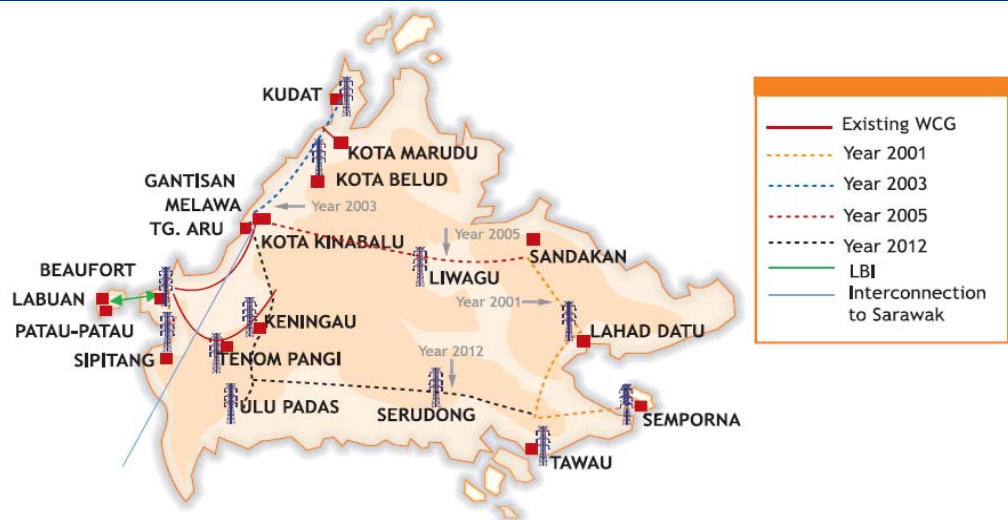 KUDAT
KOTA MARUDU
KOTA BELUD
GANTISAN
MELAWA
Year 2003
TG. ARU
KOTA KINABALU
Year 2005
SANDAKAN
LIWAGU
BEAUFORT
LABUAN
Year 2001
PATAU-PATAU
KENINGAU
LAHAD DATU
SIPITANG
TENOM PANGI
Year 2012
ULU PADAS
SERUDONG
SEMPORNA
TAWAU
Existing WCG
Year 2001
Year 2003
Year 2005
Year 2012
LBI
Interconnection
to Sarawak